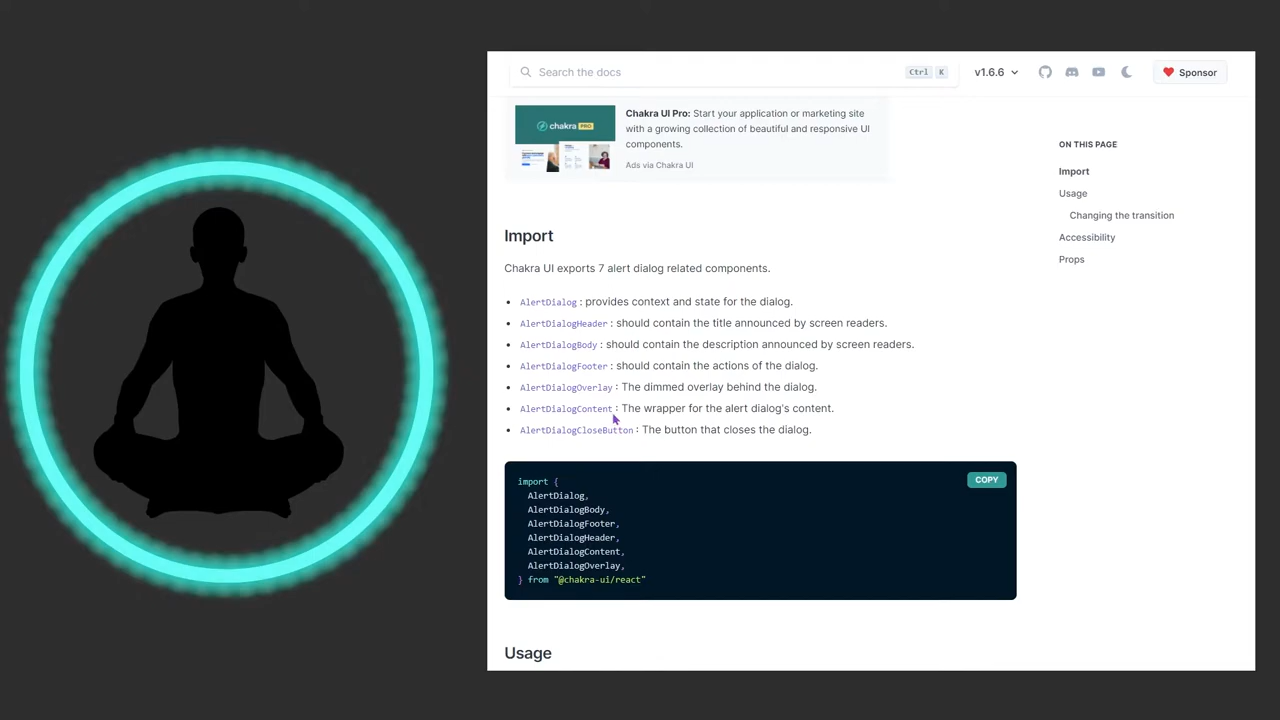 Search the docs
Ctrl K
v1.6.6
Sponsor
chakra PRO
Chakra UI Pro: Start your application or marketing site
with a growing collection of beautiful and responsive UI
components.
Ads via Chakra UI
ON THIS PAGE
Import
Usage
Changing the transition
Accessibility
Props
Import
Chakra UI exports 7 alert dialog related components.
• AlertDialog : provides context and state for the dialog.
• AlertDialogHeader : should contain the title announced by screen readers.
• AlertDialogBody : should contain the description announced by screen readers.
• AlertDialogFooter : should contain the actions of the dialog.
• AlertDialogOverlay : The dimmed overlay behind the dialog.
• AlertDialogContent : The wrapper for the alert dialog's content.
• AlertDialogCloseButton : The button that closes the dialog.
COPY
import {
AlertDialog,
AlertDialogBody,
AlertDialogFooter,
AlertDialogHeader,
AlertDialogContent,
AlertDialogOverlay,
} from "@chakra-ui/react"
Usage